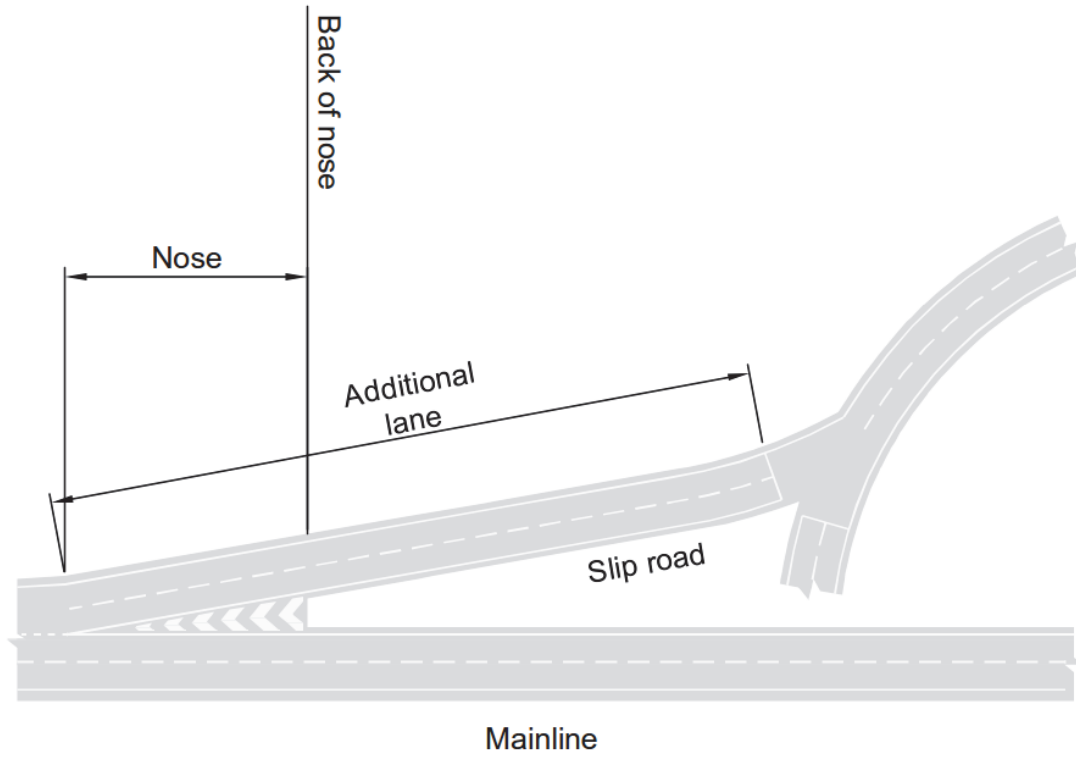 Back of nose
Nose
Additional
lane
Slip road
Mainline